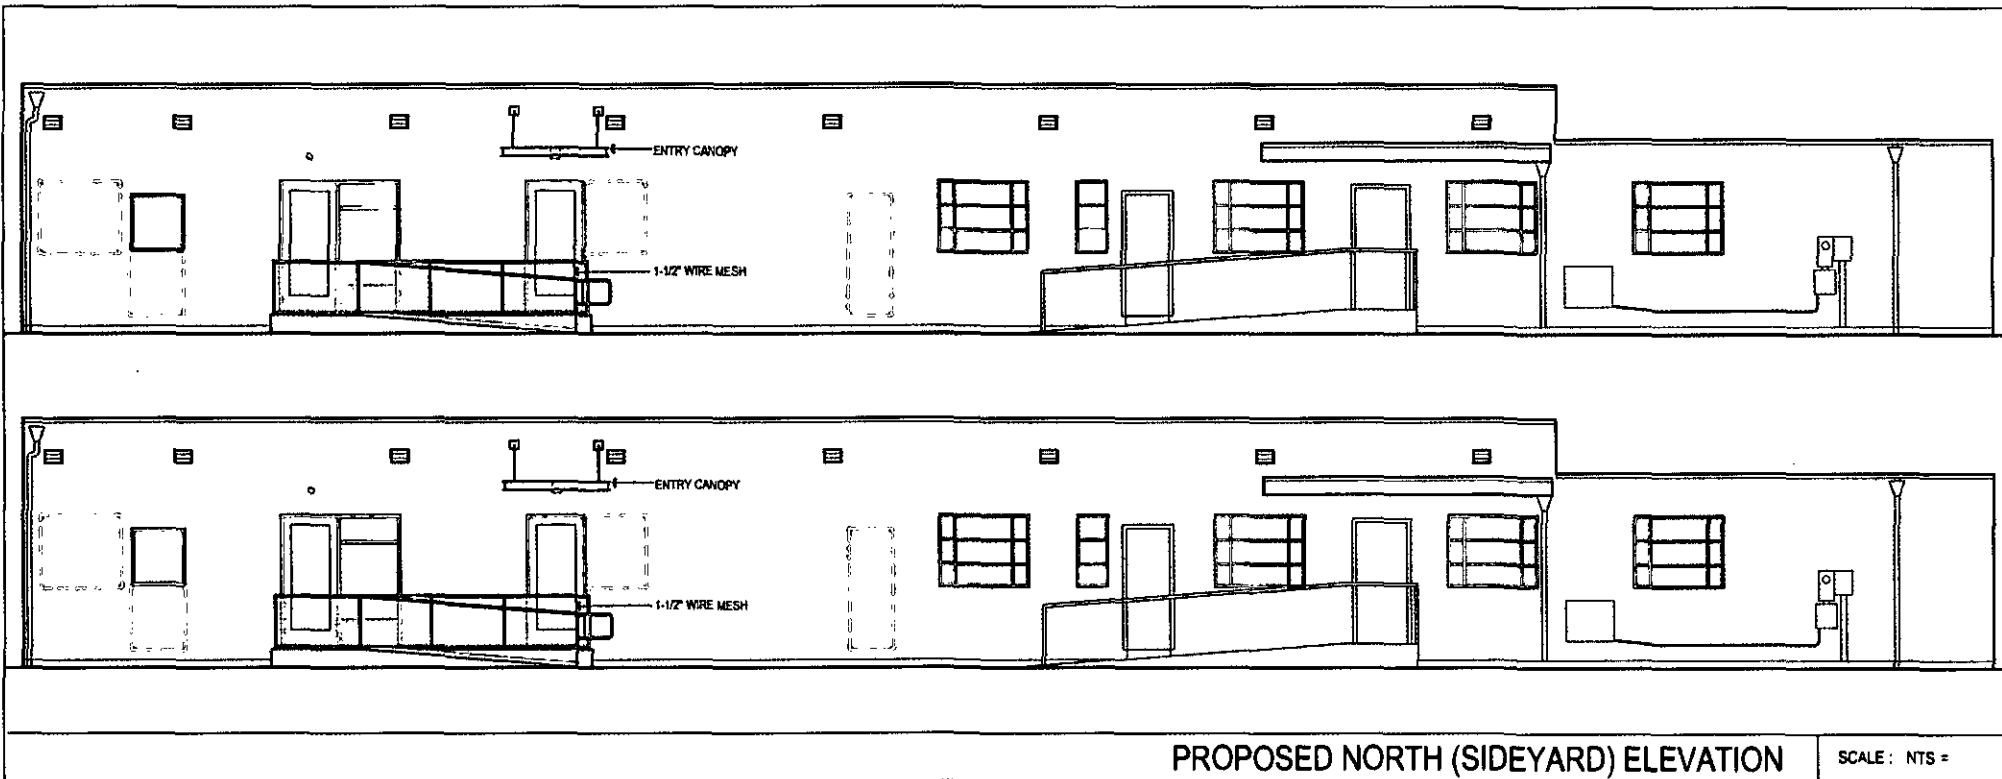 ENTRY CANOPY
1-1/2" WIRE MESH
ENTRY CANOPY
1-1/2" WIRE MESH
PROPOSED NORTH (SIDEYARD) ELEVATION
SCALE : NTS =